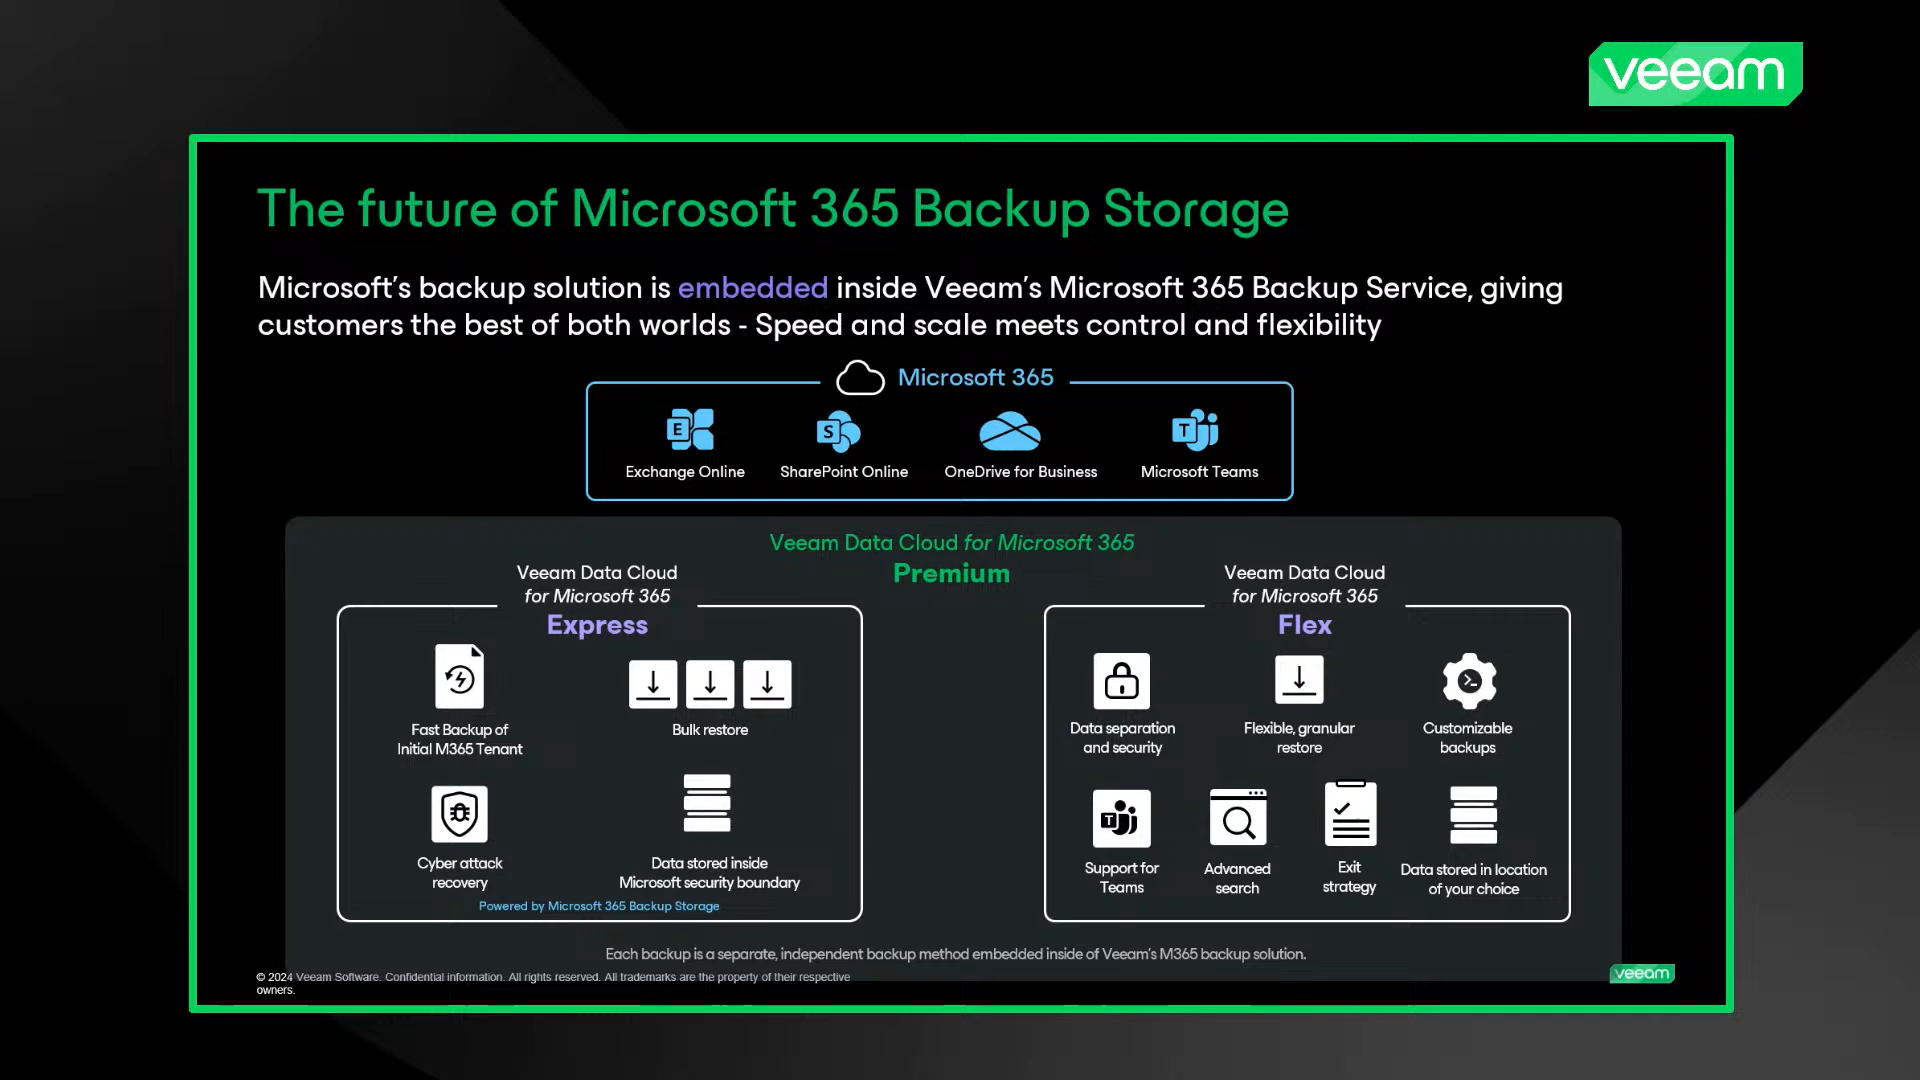 veeam
The future of Microsoft 365 Backup Storage
Microsoft's backup solution is embedded inside Veeam's Microsoft 365 Backup Service, giving
customers the best of both worlds - Speed and scale meets control and flexibility
Microsoft 365
E
S
T
Exchange Online
SharePoint Online
OneDrive for Business
Microsoft Teams
Veeam Data Cloud for Microsoft 365
Premium
Veeam Data Cloud
for Microsoft 365
Express
Fast Backup of
Initial M365 Tenant
Bulk restore
Cyber attack
recovery
Data stored inside
Microsoft security boundary
Powered by Microsoft 365 Backup Storage
Veeam Data Cloud
for Microsoft 365
Flex
Data separation
and security
Flexible, granular
restore
Customizable
backups
T
Support for
Teams
Advanced
search
Exit
strategy
Data stored in location
of your choice
Each backup is a separate, independent backup method embedded inside of Veeam's M365 backup solution.
© 2024 Veeam Software. Confidential information. All rights reserved. All trademarks are the property of their respective
owners.
veeam